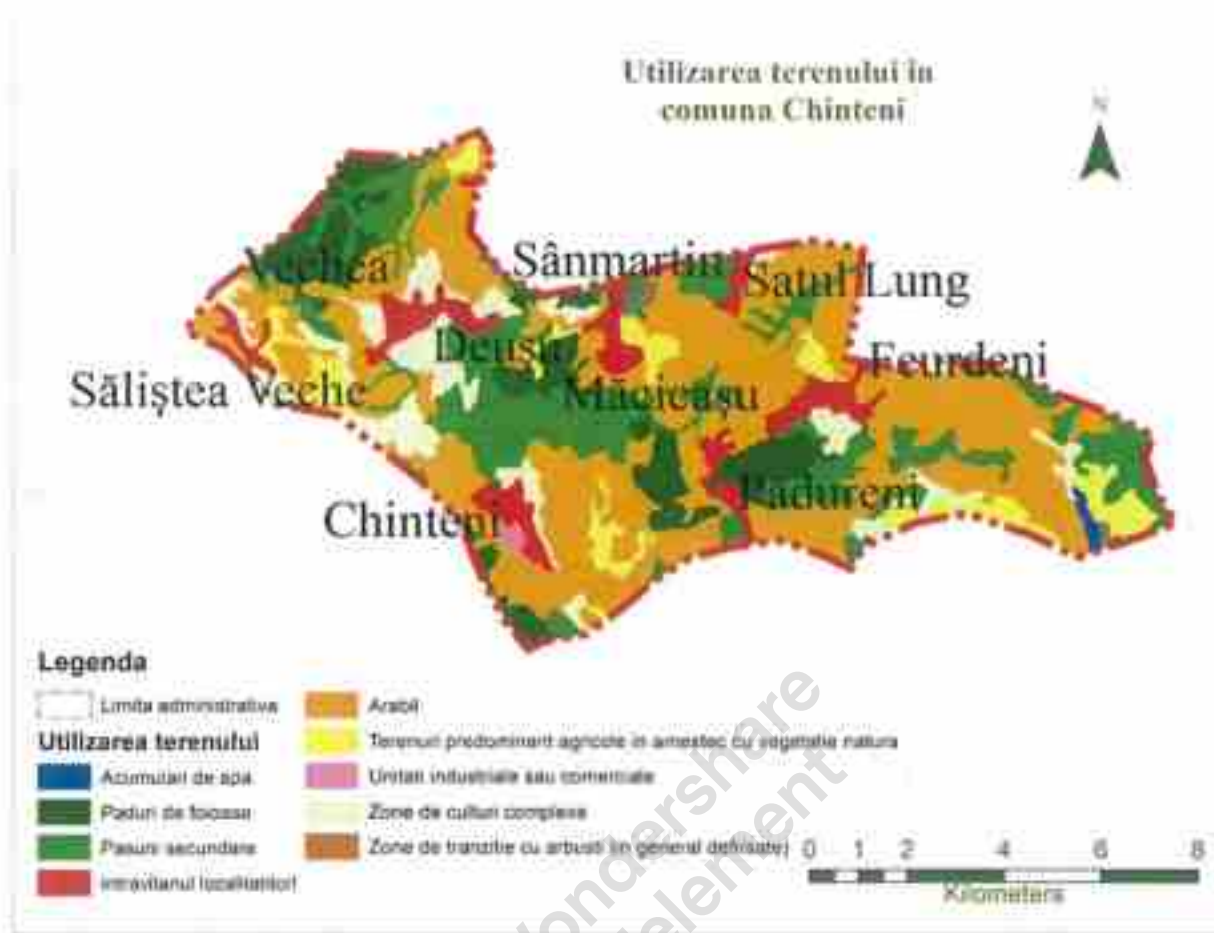 Utilizarea terenului în
comuna Chinteni
N
Vechea
Sânmartin
Satul Lung
Deușu
Feurdeni
Săliștea Veche
Măcicașu
Chinteni
Pădureni
Legenda
Limita administrativa
Arabil
Utilizarea terenului
Terenuri predominant agricole in amestec cu vegetatie natura
Acumulari de apa
Unitati industriale sau comerciale
Paduri de foioase
Zone de culturi complexe
Pasuni secundare
Zone de tranzitie cu arbusti (in general defrisate)
intravilanul localitatilor
0 1 2 4 6 8
Kilometers
Wondershare